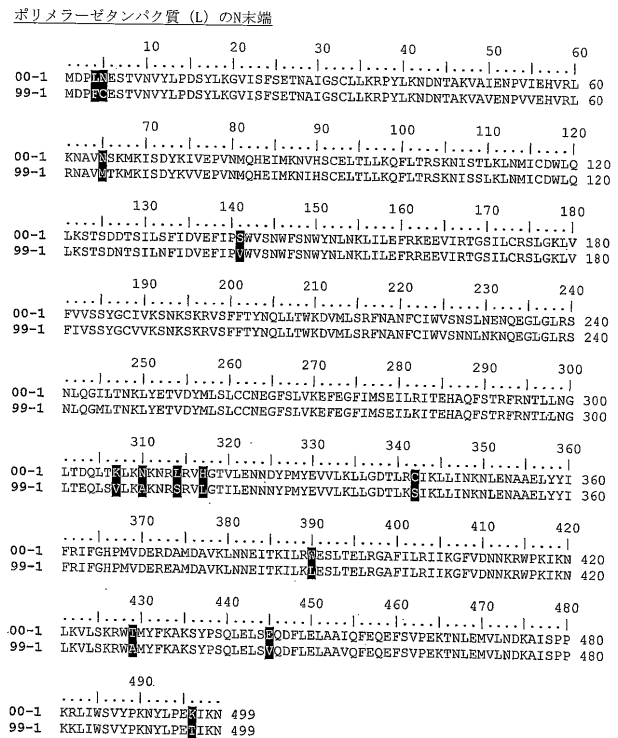 ポリメラーゼタンパク質(L)のN末端
10 20 30 40 50 60
00-1 MDPLNESTVNVYLPDSYLKGVISFSETNAIGSCLLKRPYLKNDNTAKVAIENPVIEHVRL 60
99-1 MDPFCESTVNVYLPDSYLKGVISFSETNAIGSCLLKRPYLKNDNTAKVAVENPVVEHVRL 60
70 80 90 100 110 120
00-1 KNAVNSKMKISDYKIVEPVNMQHEIMKNVHSCELTLLKQFLTRSKNISTLKLNMICDWLQ 120
99-1 RNAVMTKMKISDYKVVEPVNMQHEIMKNIHSCELTLLKQFLTRSKNISSLKLNMICDWLQ 120
130 140 150 160 170 180
00-1 LKSTSDDTSILSFIDVEFIPSWVSNWFSNWYNLNKLILEFRKEEVIRTGSILCRSLGKLV 180
99-1 LKSTSDNTSILNFIDVEFIPVWVSNWFSNWYNLNKLILEFRREEVIRTGSILCRSLGKLV 180
190 200 210 220 230 240
00-1 FVVSSYGCIVKSNKSKRVSFFTYNQLLTWKDVMLSRFNANFCIWVSNSLNENQEGLGLRS 240
99-1 FIVSSYGCVVKSNKSKRVSFFTYNQLLTWKDVMLSRFNANFCIWVSNNLNKNQEGLGLRS 240
250 260 270 280 290 300
00-1 NLQGILTNKLYETVDYMLSLCCNEGFSLVKEFEGFIMSEILRITEHAQFSTRFRNTLLNG 300
99-1 NLQGMLTNKLYETVDYMLSLCCNEGFSLVKEFEGFIMSEILKITEHAQFSTRFRNTLLNG 300
310 320 330 340 350 360
00-1 LTDQLTKLKNKNRLRVHGTVLENNDYPMYEVVLKLLGDTLRCIKLLINKNLENAAELYYI 360
99-1 LTEQLSVLKAKNRSRVLGTILENNNYPMYEVVLKLLGDTLKSIKLLINKNLENAAELYYI 360
370 380 390 400 410 420
00-1 FRIFGHPMVDERDAMDAVKLNNEITKILRWESLTELRGAFILRIIKGFVDNNKRWPKIKN 420
99-1 FRIFGHPMVDEREAMDAVKLNNEITKILKLESLTELRGAFILRIIKGFVDNNKRWPKIKN 420
430 440 450 460 470 480
00-1 LKVLSKRWTMYFKAKSYPSQLELSEQDFLELAAIQFEQEFSVPEKTNLEMVLNDKAISPP 480
99-1 LKVLSKRWAMYFKAKSYPSQLELSVQDFLELAAVQFEQEFSVPEKTNLEMVLNDKAISPP 480
490
00-1 KRLIWSVYPKNYLPEKIKN 499
99-1 KKLIWSVYPKNYLPETIKN 499